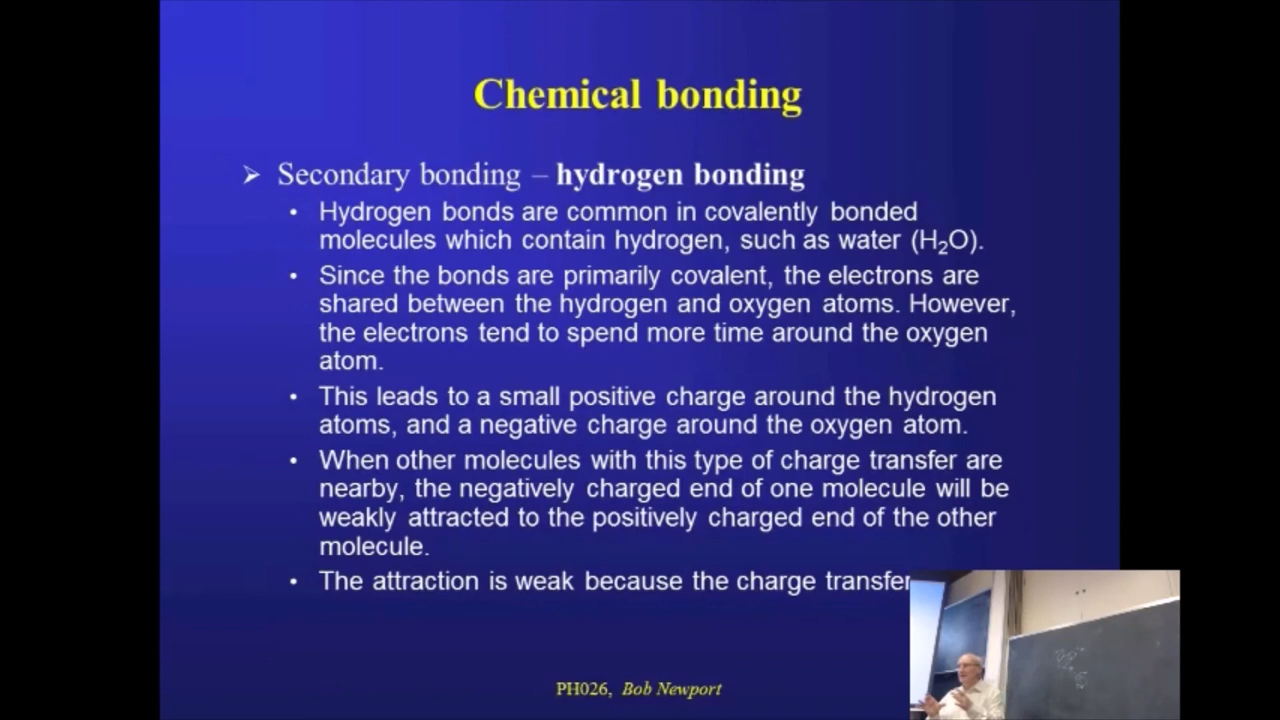 Chemical bonding
➢ Secondary bonding – hydrogen bonding
• Hydrogen bonds are common in covalently bonded
molecules which contain hydrogen, such as water (H₂O).
• Since the bonds are primarily covalent, the electrons are
shared between the hydrogen and oxygen atoms. However,
the electrons tend to spend more time around the oxygen
atom.
• This leads to a small positive charge around the hydrogen
atoms, and a negative charge around the oxygen atom.
• When other molecules with this type of charge transfer are
nearby, the negatively charged end of one molecule will be
weakly attracted to the positively charged end of the other
molecule.
• The attraction is weak because the charge transfer
PH026, Bob Newport